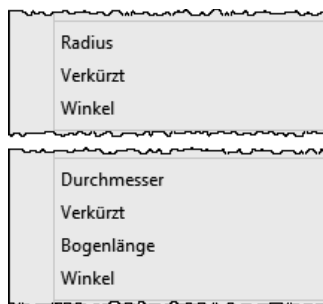 Radius
Verkürzt
Winkel
Durchmesser
Verkürzt
Bogenlänge
Winkel